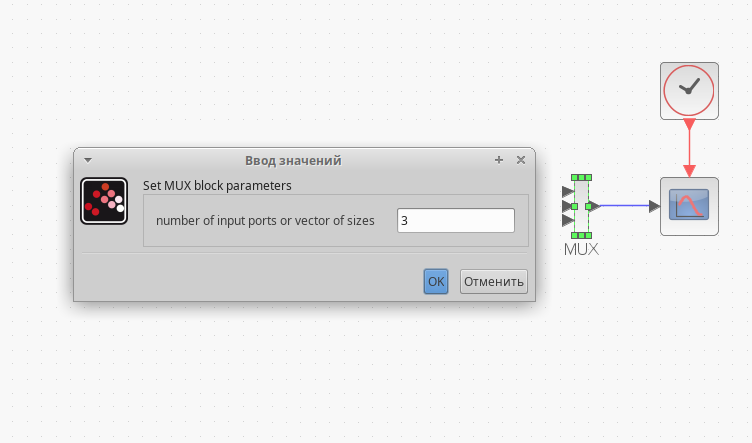 Ввод значений
Set MUX block parameters
number of input ports or vector of sizes 3
OK Отменить
MUX